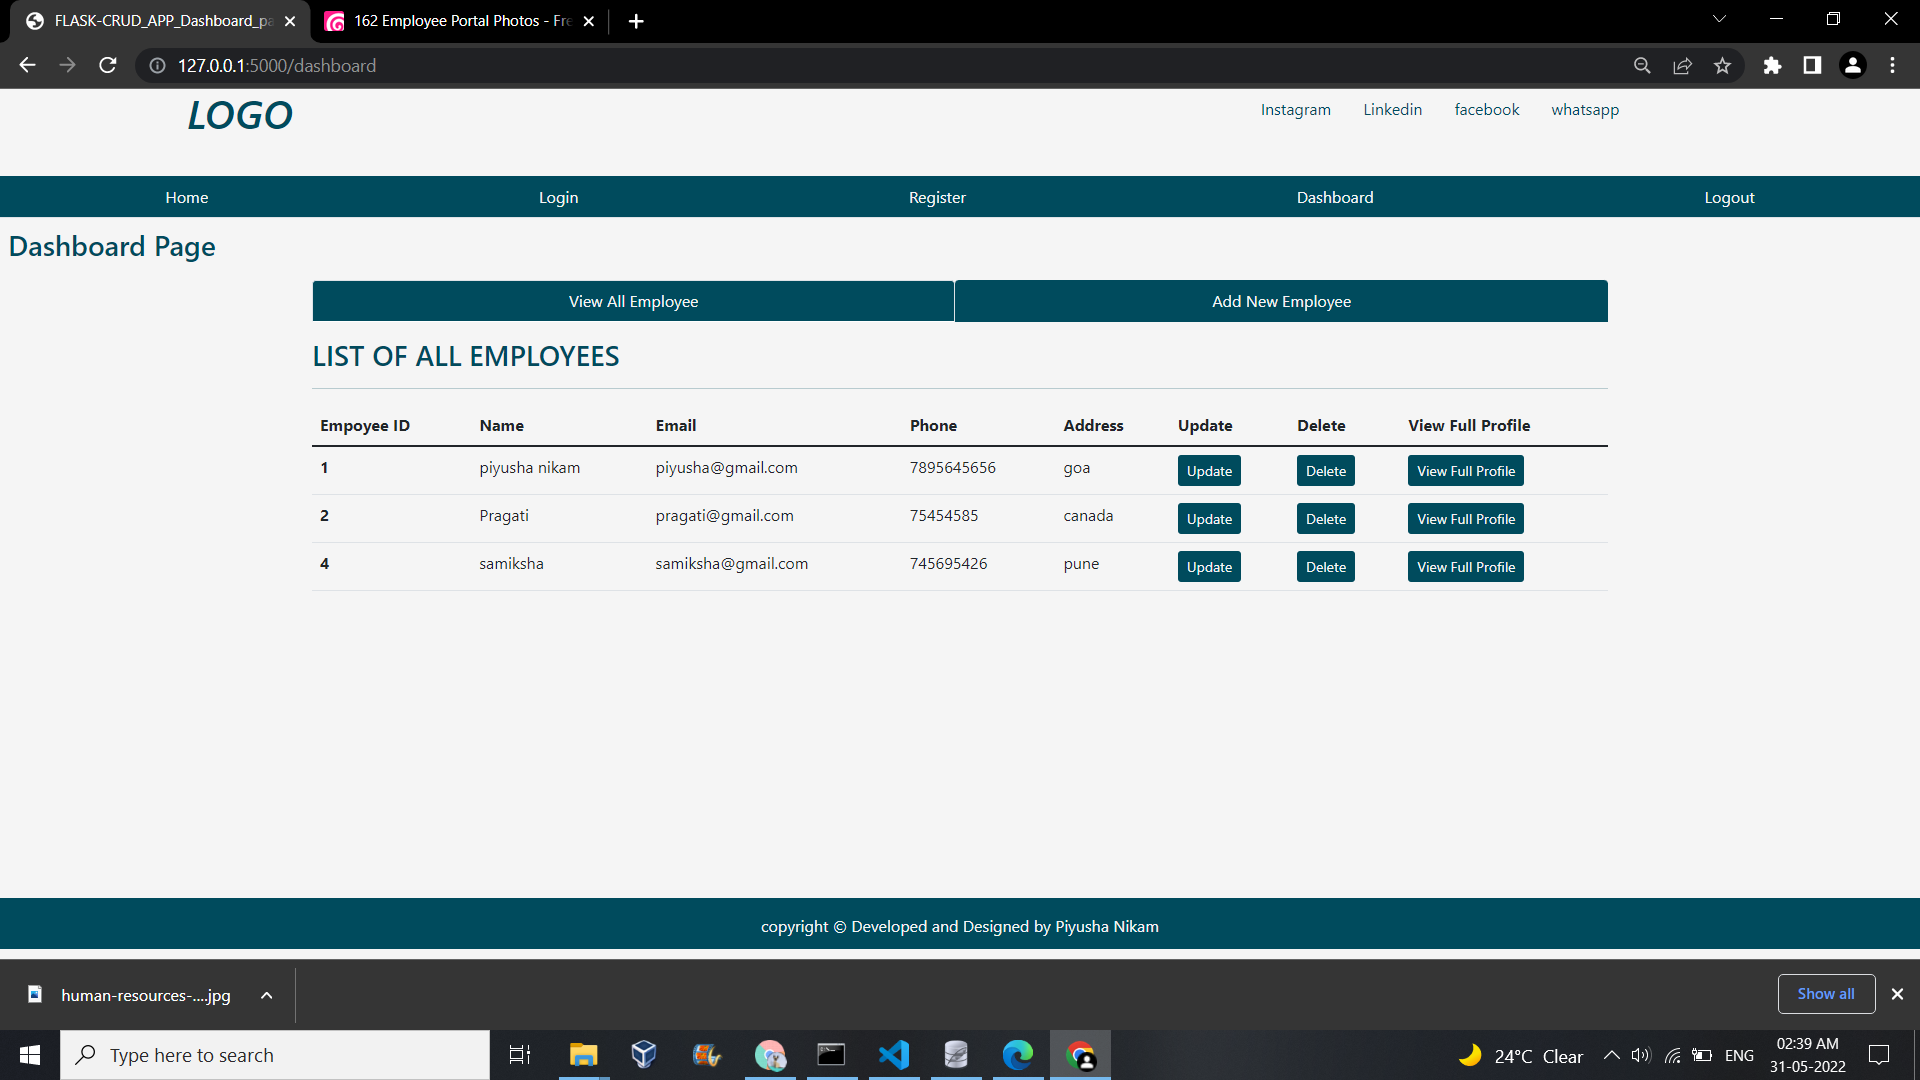 FLASK-CRUD_APP_Dashboard_pa
162 Employee Portal Photos - Fre
127.0.0.1:5000/dashboard
LOGO
Instagram Linkedin facebook whatsapp
Home Login Register Dashboard Logout
Dashboard Page
View All Employee Add New Employee
LIST OF ALL EMPLOYEES
Empoyee ID Name Email Phone Address Update Delete View Full Profile
1 piyusha nikam piyusha@gmail.com 7895645656 goa Update Delete View Full Profile
2 Pragati pragati@gmail.com 75454585 canada Update Delete View Full Profile
4 samiksha samiksha@gmail.com 745695426 pune Update Delete View Full Profile
copyright © Developed and Designed by Piyusha Nikam
human-resources-....jpg Show all
Type here to search
24°C Clear ENG
02:39 AM
31-05-2022